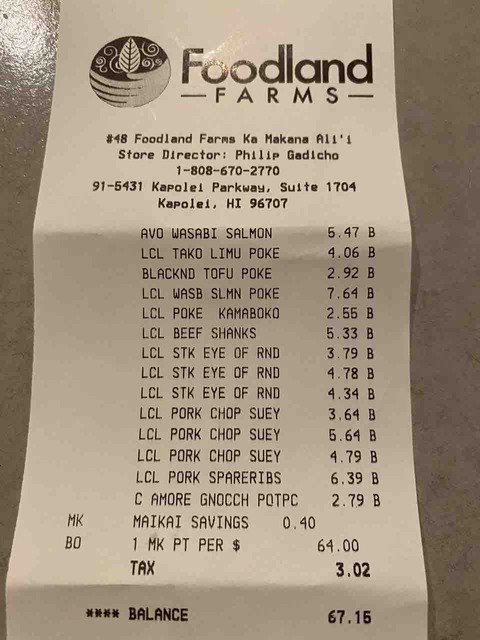 Foodland
FARMS
#48 Foodland Farms Ka Makana Ali'i
Store Director: Philip Gadicho
1-808-670-2770
91-5431 Kapolei Parkway, Suite 1704
Kapolei, HI 96707
AVO WASABI SALMON 5.47 B
LCL TAKO LIMU POKE 4.06 B
BLACKND TOFU POKE 2.92 B
LCL WASB SLMN POKE 7.64 B
LCL POKE KAMABOKO 2.55 B
LCL BEEF SHANKS 5.33 B
LCL STK EYE OF RND 3.79 B
LCL STK EYE OF RND 4.78 B
LCL STK EYE OF RND 4.34 B
LCL PORK CHOP SUEY 3.64 B
LCL PORK CHOP SUEY 5.64 B
LCL PORK CHOP SUEY 4.79 B
LCL PORK SPARERIBS 6.39 B
C AMORE GNOCCH POTPC 2.79 B
MK MAIKAI SAVINGS 0.40
BO 1 MK PT PER $ 64.00
TAX 3.02
**** BALANCE 67.15